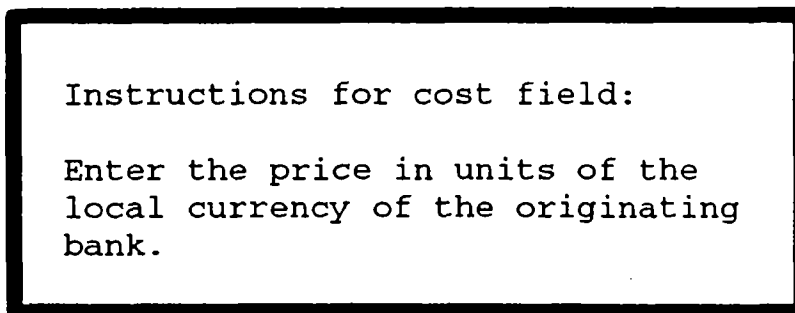 Instructions for cost field:
Enter the price in units of the
local currency of the originating
bank.